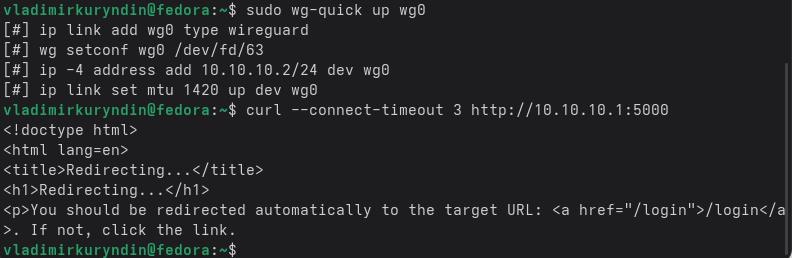 vladimirkuryndin@fedora:~$ sudo wg-quick up wg0
[#] ip link add wg0 type wireguard
[#] wg setconf wg0 /dev/fd/63
[#] ip -4 address add 10.10.10.2/24 dev wg0
[#] ip link set mtu 1420 up dev wg0
vladimirkuryndin@fedora:~$ curl --connect-timeout 3 http://10.10.10.1:5000
<!doctype html>
<html lang=en>
<title>Redirecting...</title>
<h1>Redirecting...</h1>
<p>You should be redirected automatically to the target URL: <a href="/login">/login</a
>. If not, click the link.
vladimirkuryndin@fedora:~$